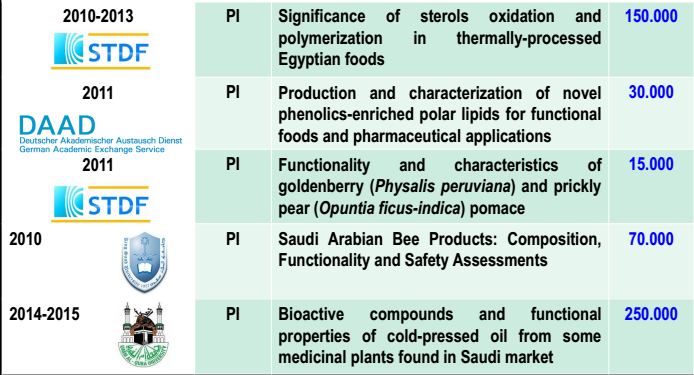 2010-2013 PI Significance of sterols oxidation and 150.000
STDF polymerization in thermally-processed
Egyptian foods
2011 PI Production and characterization of novel 30.000
phenolics-enriched polar lipids for functional
DAAD foods and pharmaceutical applications
Deutscher Akademischer Austausch Dienst
German Academic Exchange Service
2011 PI Functionality and characteristics of 15.000
goldenberry (Physalis peruviana) and prickly
STDF pear (Opuntia ficus-indica) pomace
2010 PI Saudi Arabian Bee Products: Composition, 70.000
Functionality and Safety Assessments
2014-2015 PI Bioactive compounds and functional 250.000
properties of cold-pressed oil from some
medicinal plants found in Saudi market
UMM AL-QURA UNIVERSITY